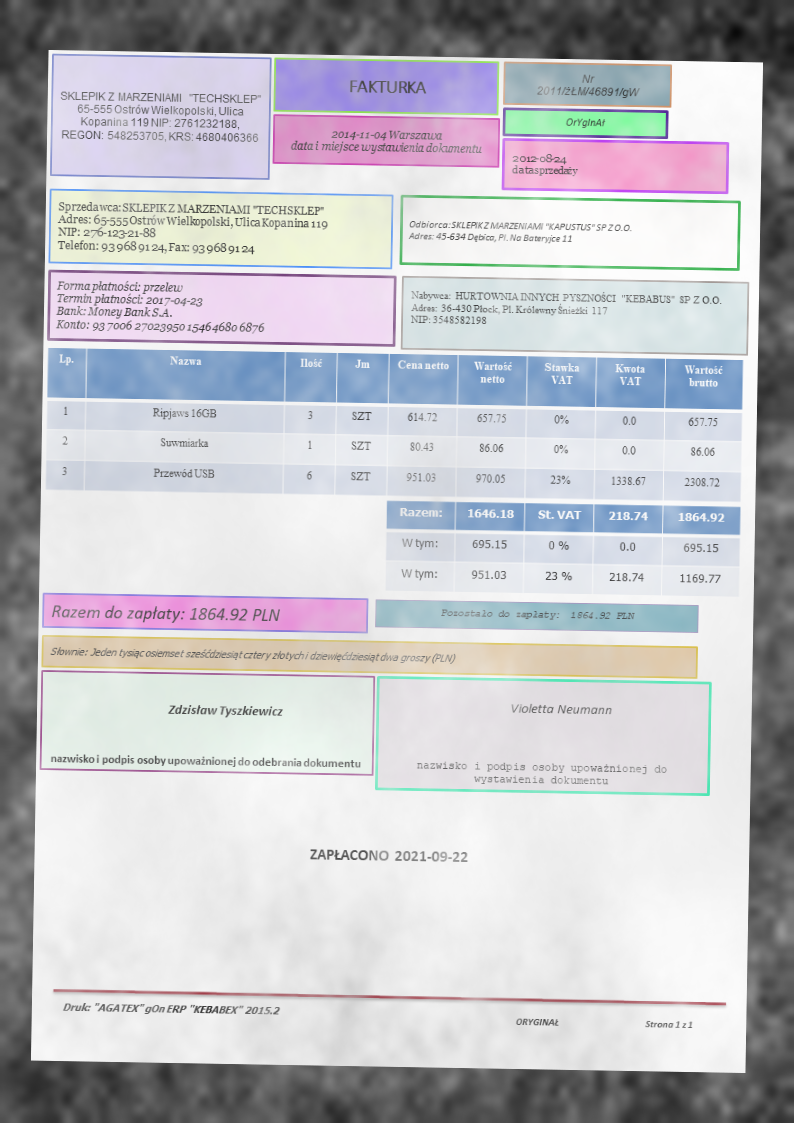 SKLEPIK Z MARZENIAMI "TECHSKLEP"
65-555 Ostrów Wielkopolski, Ulica
Kopanina 119 NIP: 2761232188,
REGON: 548253705, KRS: 4680406366
FAKTURKA
2014-11-04 Warszawa
data i miejsce wystawienia dokumentu
Nr
2011/żŁM/46891/gW
OrYgInAł
2012-08-24
data sprzedaży
Sprzedawca: SKLEPIK Z MARZENIAMI "TECHSKLEP"
Adres: 65-555 Ostrów Wielkopolski, Ulica Kopanina 119
NIP: 276-123-21-88
Telefon: 93 968 91 24, Fax: 93 968 91 24
Odbiorca: SKLEPIK Z MARZENIAMI "KAPUSTUS" SP Z O.O.
Adres: 45-634 Dębica, Pl. Na Bateryjce 11
Forma płatności: przelew
Termin płatności: 2017-04-23
Bank: Money Bank S.A.
Konto: 93 7006 27023950 1546 4680 6876
Nabywca: HURTOWNIA INNYCH PYSZNOŚCI "KEBABUS" SP Z O.O.
Adres: 36-430 Płock, Pl. Królewny Śnieżki 117
NIP: 3548582198
Lp. Nazwa Ilość Jm Cena netto Wartość netto Stawka VAT Kwota VAT Wartość brutto
1 Ripjaws 16GB 3 SZT 614.72 657.75 0% 0.0 657.75
2 Suwmiarka 1 SZT 80.43 86.06 0% 0.0 86.06
3 Przewód USB 6 SZT 951.03 970.05 23% 1338.67 2308.72
Razem: 1646.18 St. VAT 218.74 1864.92
W tym: 695.15 0 % 0.0 695.15
W tym: 951.03 23 % 218.74 1169.77
Razem do zapłaty: 1864.92 PLN
Pozostało do zapłaty: 1864.92 PLN
Słownie: Jeden tysiąc osiemset sześćdziesiąt cztery złotych i dziewięćdziesiąt dwa groszy (PLN)
Zdzisław Tyszkiewicz
nazwisko i podpis osoby upoważnionej do odebrania dokumentu
Violetta Neumann
nazwisko i podpis osoby upoważnionej do
wystawienia dokumentu
ZAPŁACONO 2021-09-22
Druk: "AGATEX" gOn ERP "KEBABEX" 2015.2
ORYGINAŁ
Strona 1 z 1